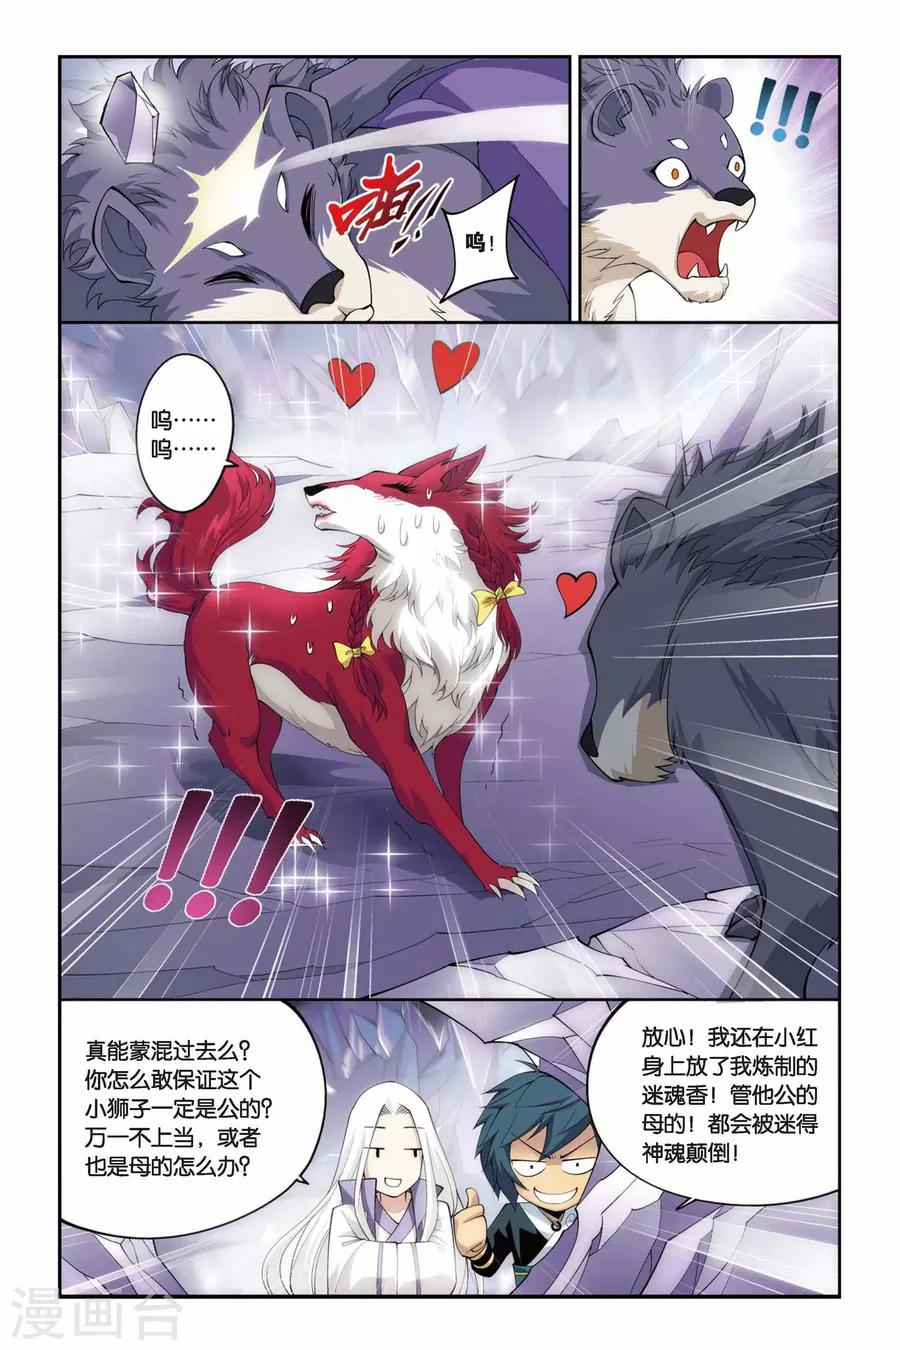 啪!!
呜!
!!!
呜……
呜……
!!!
真能蒙混过去么?
你怎么敢保证这个
小狮子一定是公的?
万一不上当，或者
也是母的怎么办?
放心! 我还在小红
身上放了我炼制的
迷魂香! 管他公的
母的! 都会被迷得
神魂颠倒!
漫画台